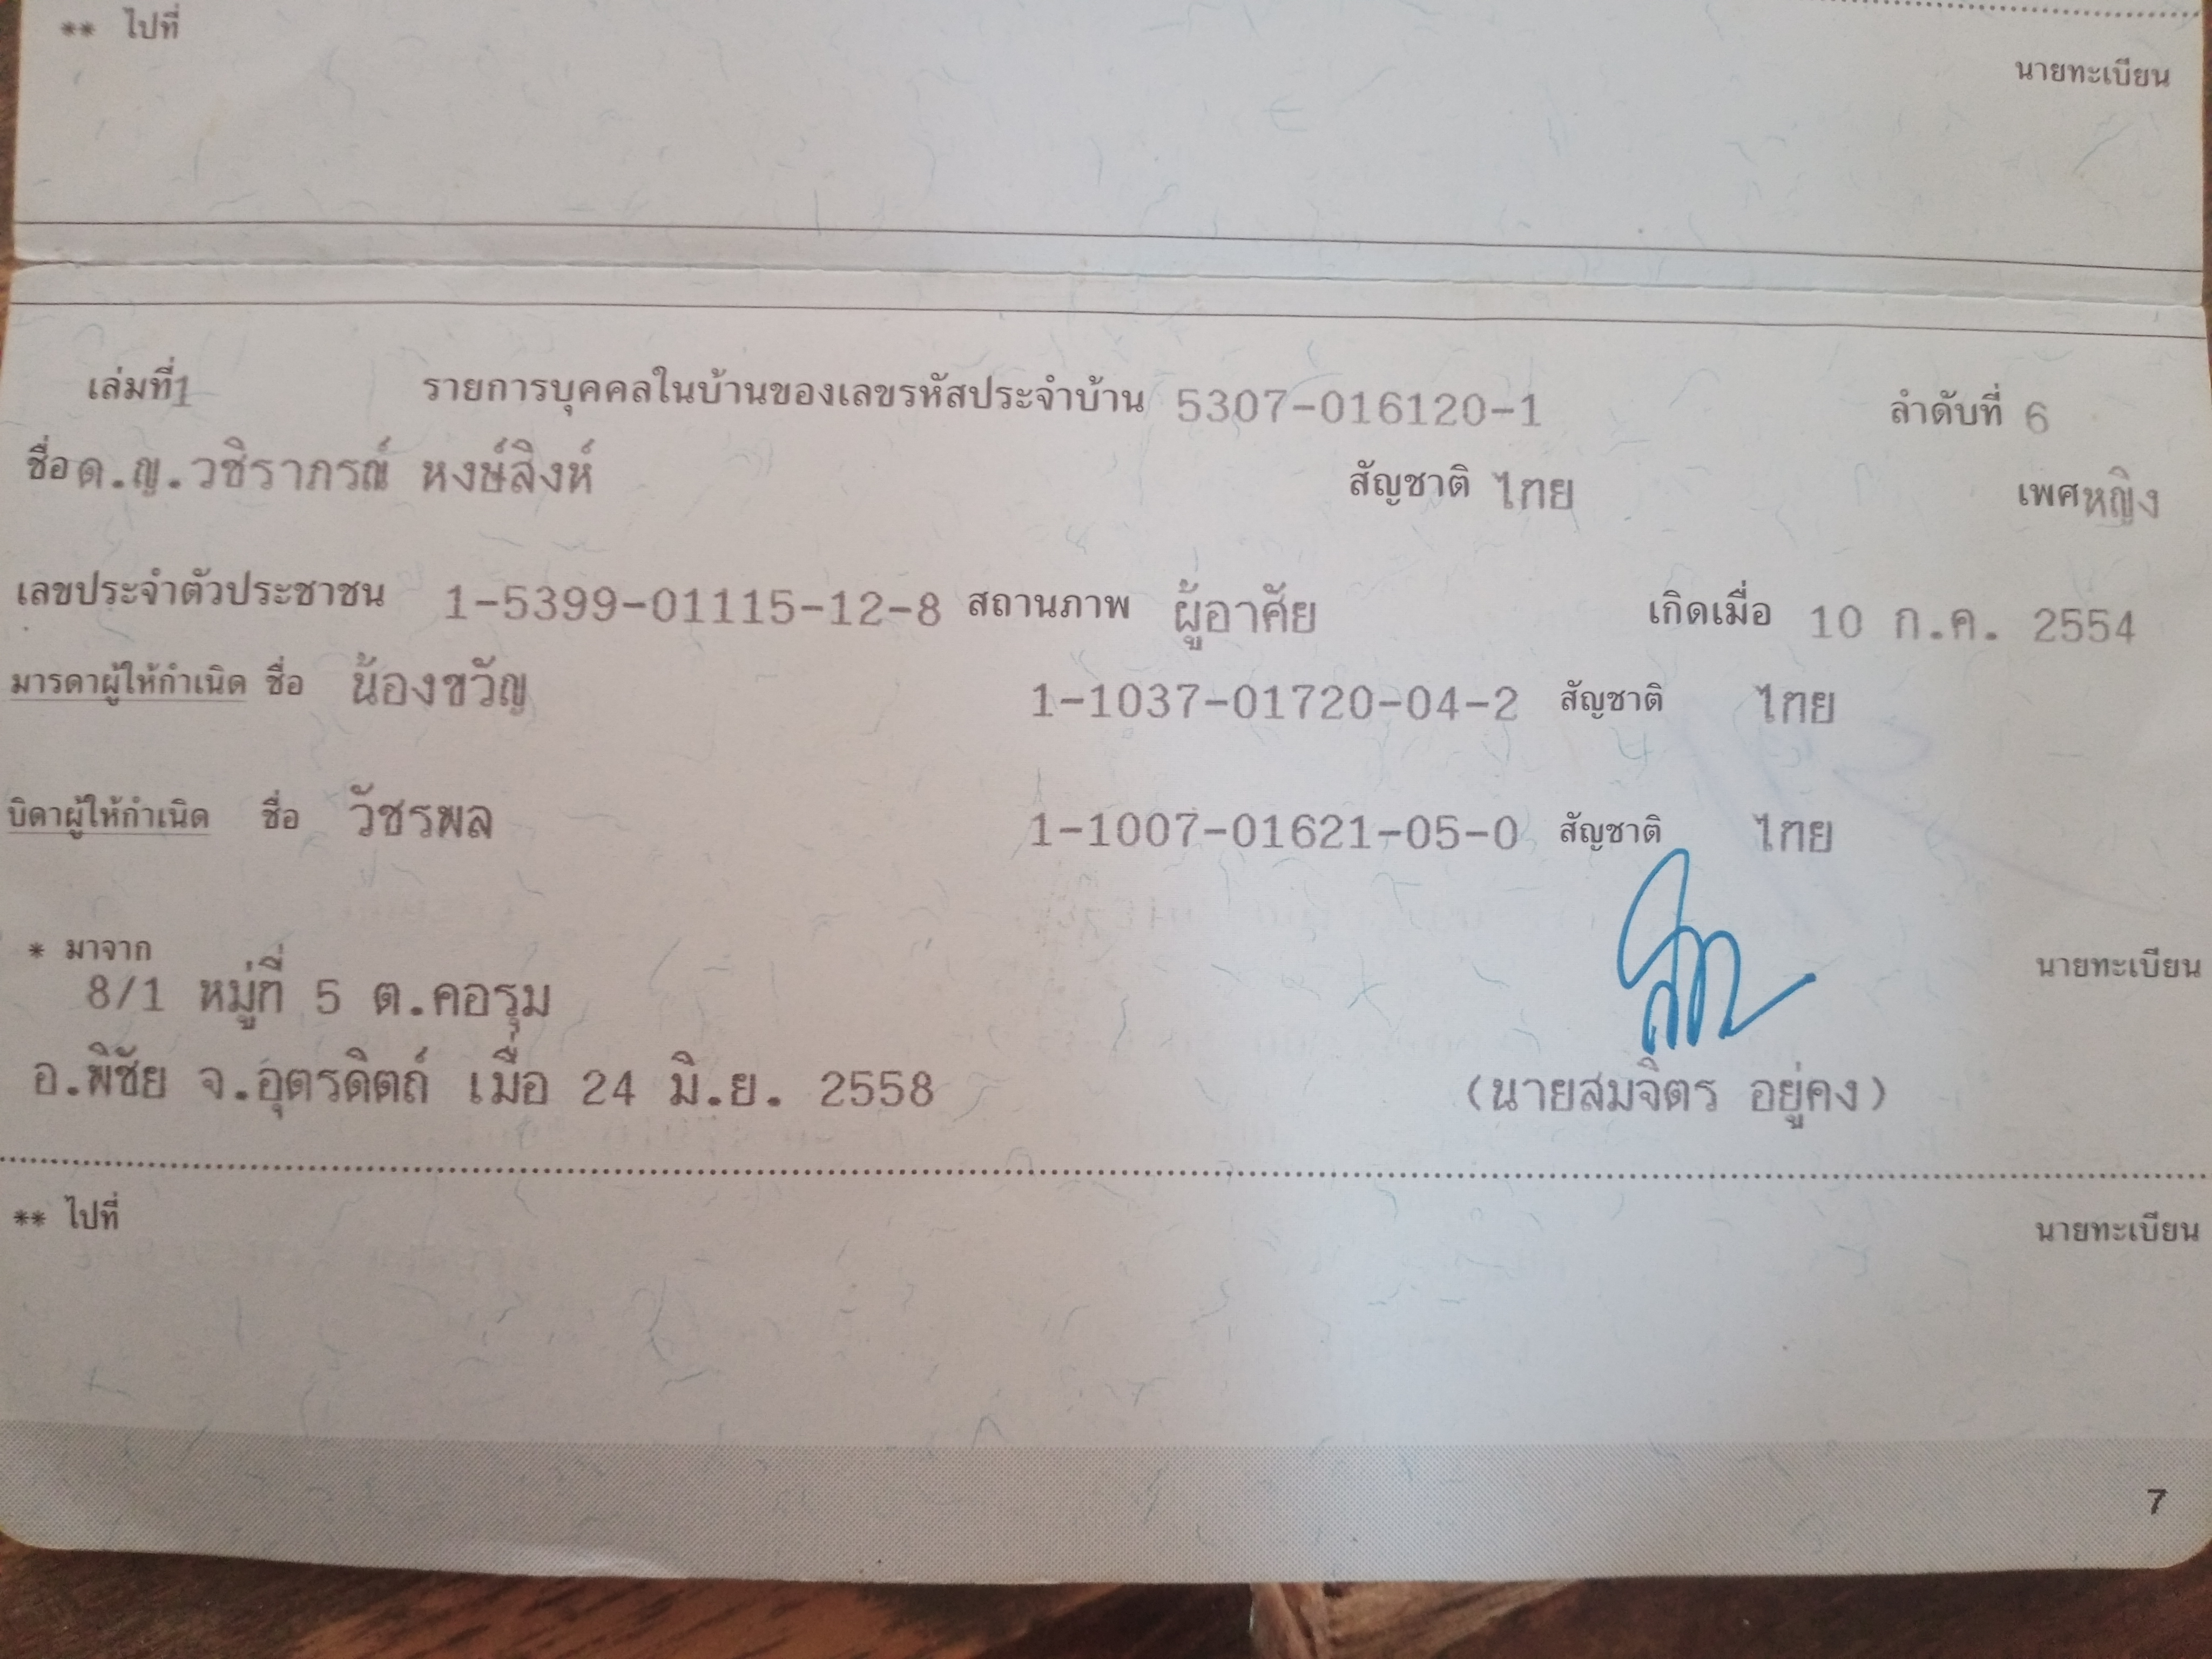 ** ไปที่
นายทะเบียน
เล่มที่ 1 รายการบุคคลในบ้านของเลขรหัสประจำบ้าน 5307-016120-1 ลำดับที่ 6
ชื่อ ด.ญ.วชิราภรณ์ หงษ์สิงห์ สัญชาติ ไทย เพศ หญิง
เลขประจำตัวประชาชน 1-5399-01115-12-8 สถานภาพ ผู้อาศัย เกิดเมื่อ 10 ก.ค. 2554
มารดาผู้ให้กำเนิด ชื่อ น้องขวัญ 1-1037-01720-04-2 สัญชาติ ไทย
บิดาผู้ให้กำเนิด ชื่อ วัชรพล 1-1007-01621-05-0 สัญชาติ ไทย
* มาจาก นายทะเบียน
8/1 หมู่ที่ 5 ต.คอรุม
อ.พิชัย จ.อุตรดิตถ์ เมื่อ 24 มิ.ย. 2558 (นายสมจิตร อยู่คง)
** ไปที่ นายทะเบียน
7